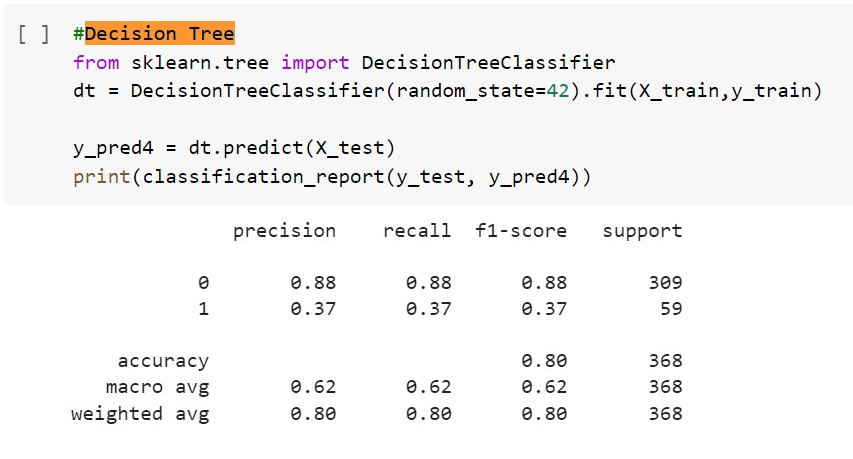 [ ] #Decision Tree
from sklearn.tree import DecisionTreeClassifier
dt = DecisionTreeClassifier(random_state=42).fit(X_train,y_train)
y_pred4 = dt.predict(X_test)
print(classification_report(y_test, y_pred4))
precision recall f1-score support
0 0.88 0.88 0.88 309
1 0.37 0.37 0.37 59
accuracy 0.80 368
macro avg 0.62 0.62 0.62 368
weighted avg 0.80 0.80 0.80 368